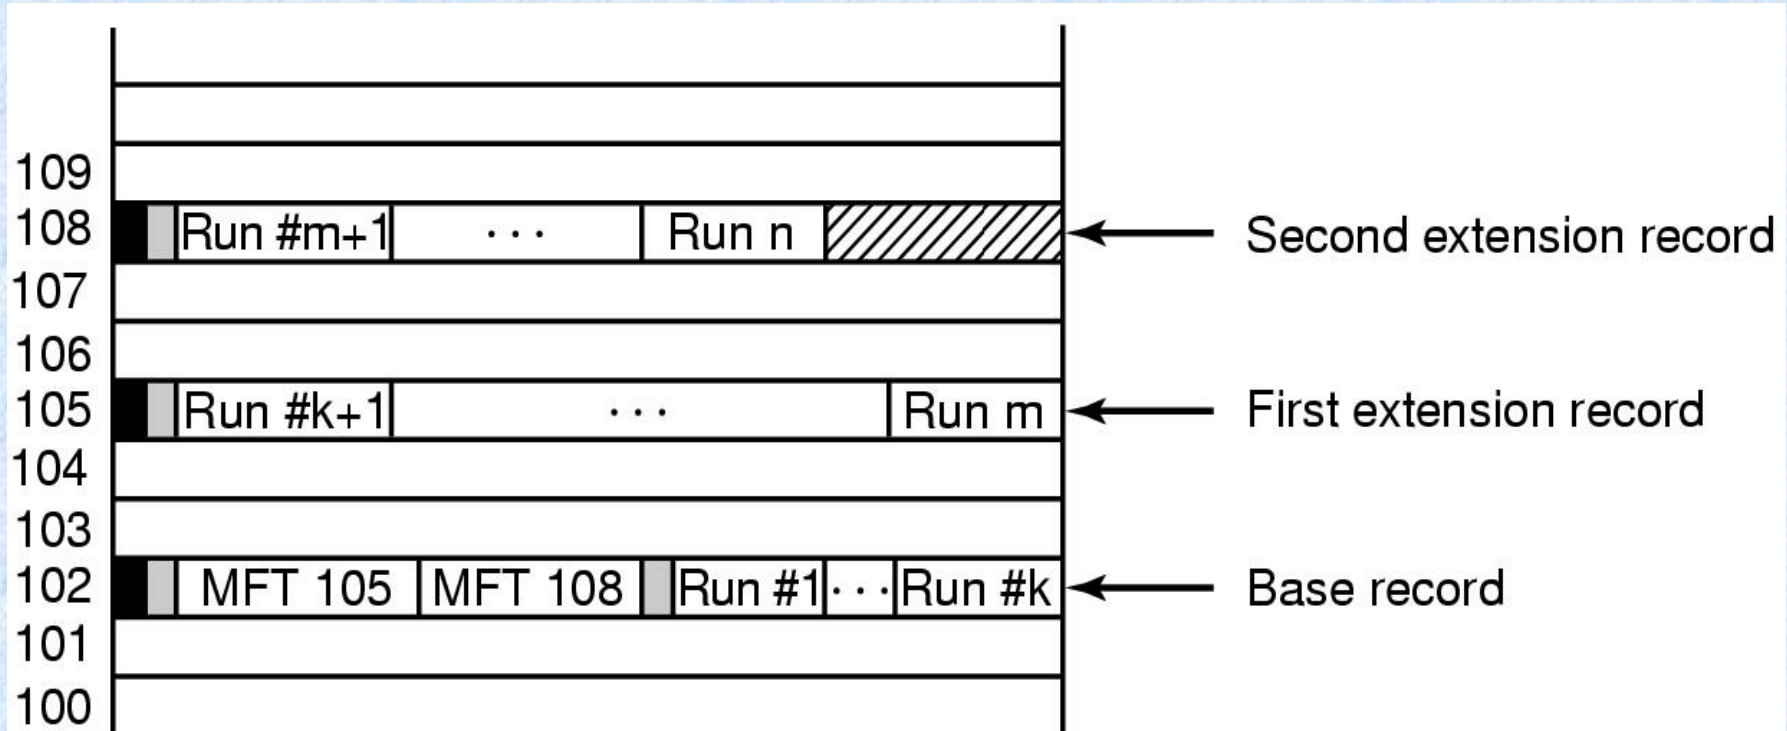 109
108 Run #m+1 ... Run n Second extension record
107
106
105 Run #k+1 ... Run m First extension record
104
103
102 MFT 105 MFT 108 Run #1 ... Run #k Base record
101
100